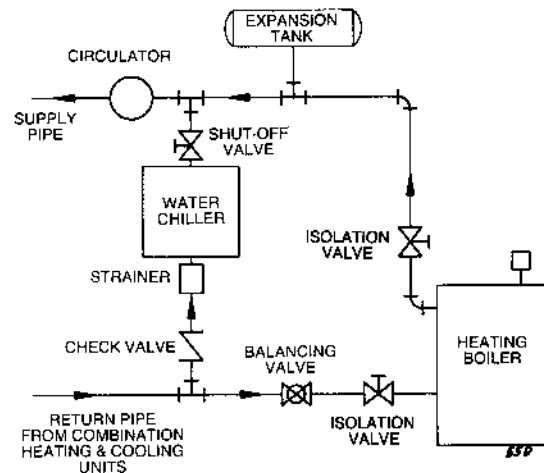 EXPANSION
TANK
CIRCULATOR
SUPPLY
PIPE
SHUT-OFF
VALVE
WATER
CHILLER
ISOLATION
VALVE
STRAINER
HEATING
BOILER
CHECK VALVE
BALANCING
VALVE
RETURN PIPE
FROM COMBINATION
HEATING & COOLING
UNITS
ISOLATION
VALVE